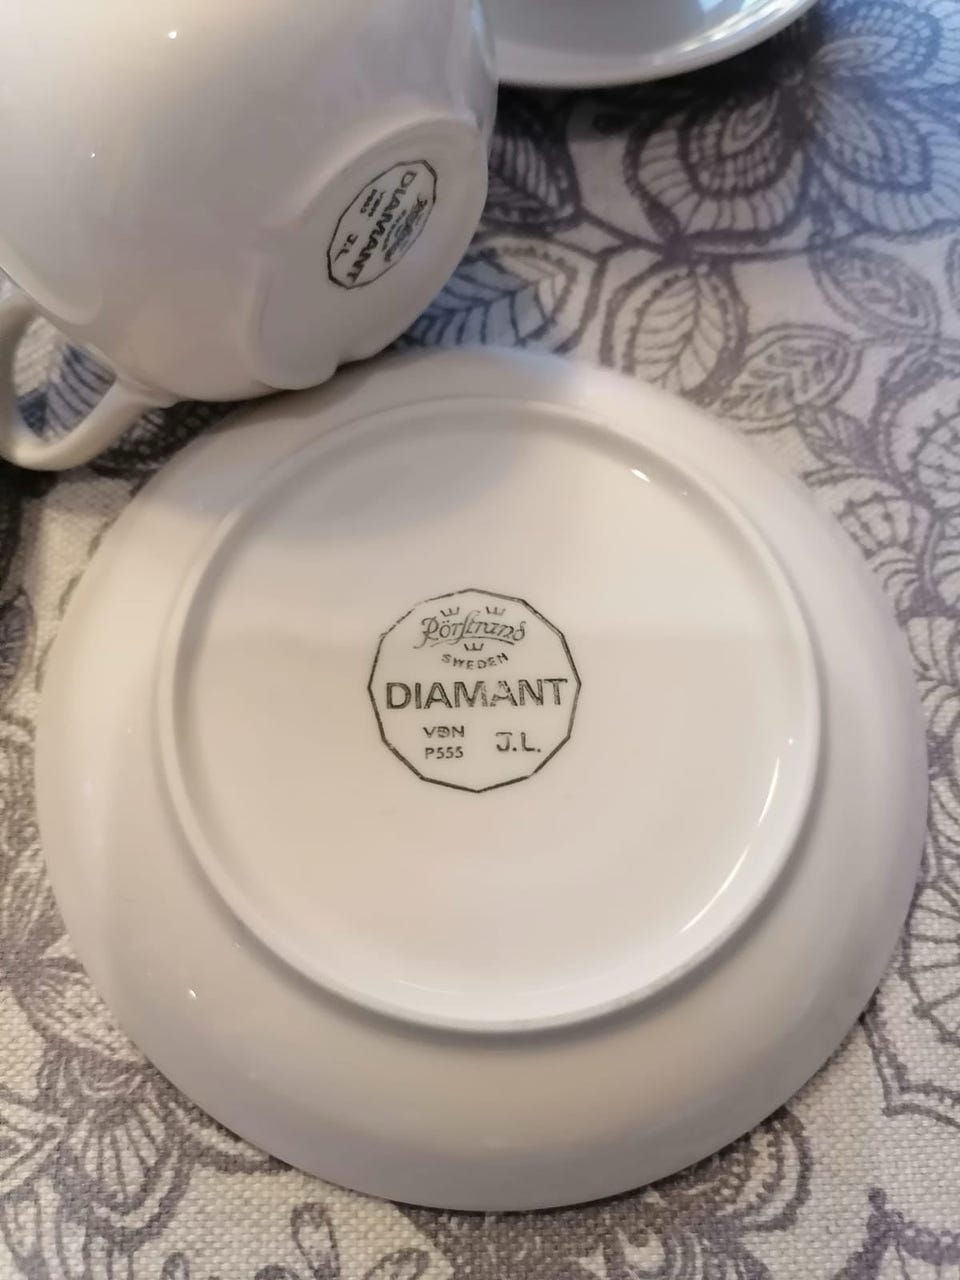 DIAMANT
J.L.
Rörstrand
SWEDEN
DIAMANT
VDN
P555
J.L.